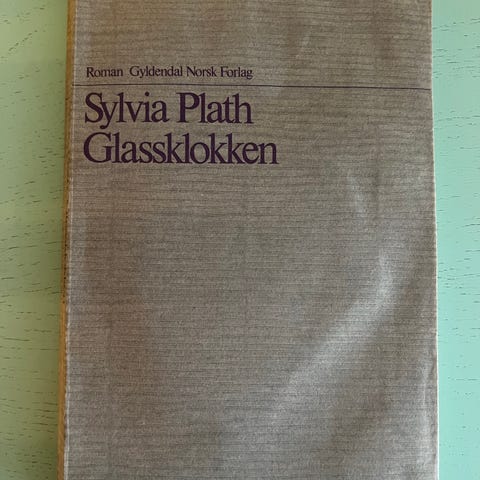 Roman Gyldendal Norsk Forlag
Sylvia Plath
Glassklokken